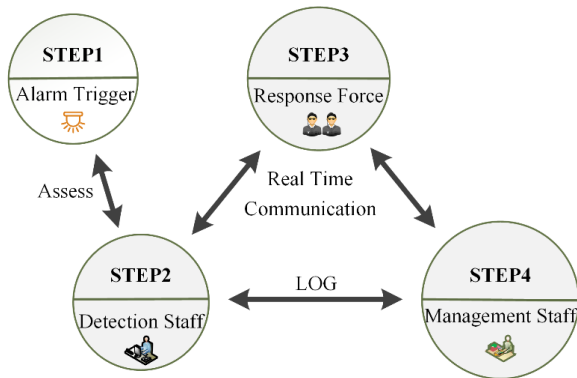 STEP1
Alarm Trigger
STEP3
Response Force
Assess
Real Time
Communication
STEP2
Detection Staff
LOG
STEP4
Management Staff